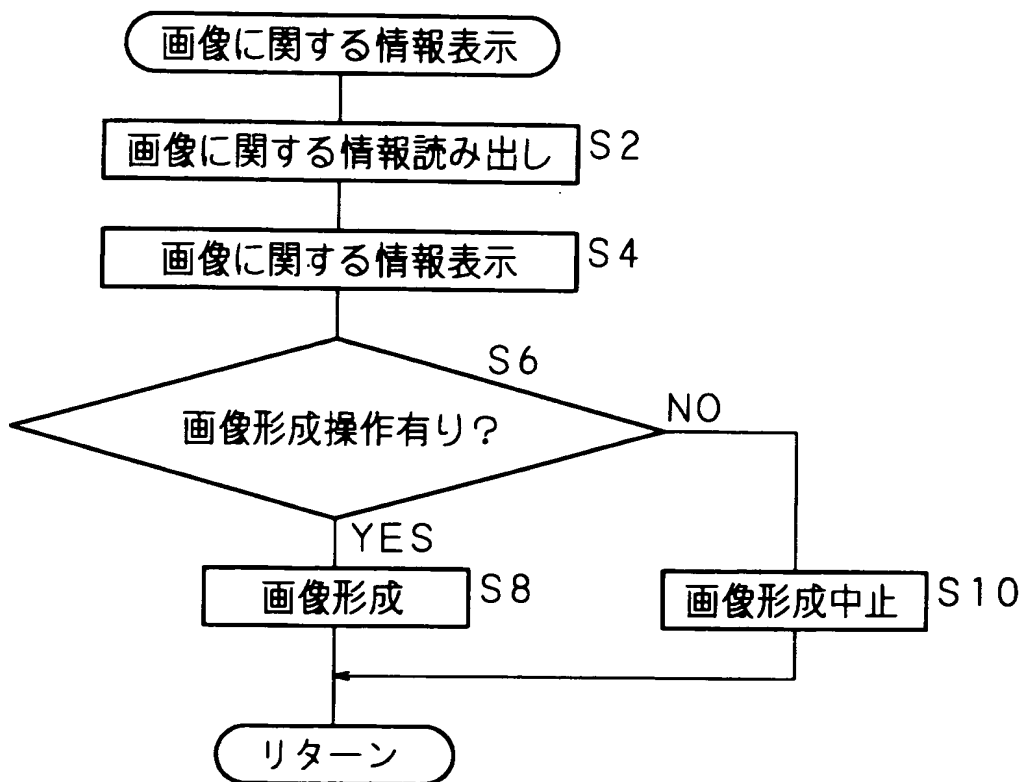 画像に関する情報表示
画像に関する情報読み出し S2
画像に関する情報表示 S4
S6
画像形成操作有り? NO
YES
画像形成 S8
画像形成中止 S10
リターン